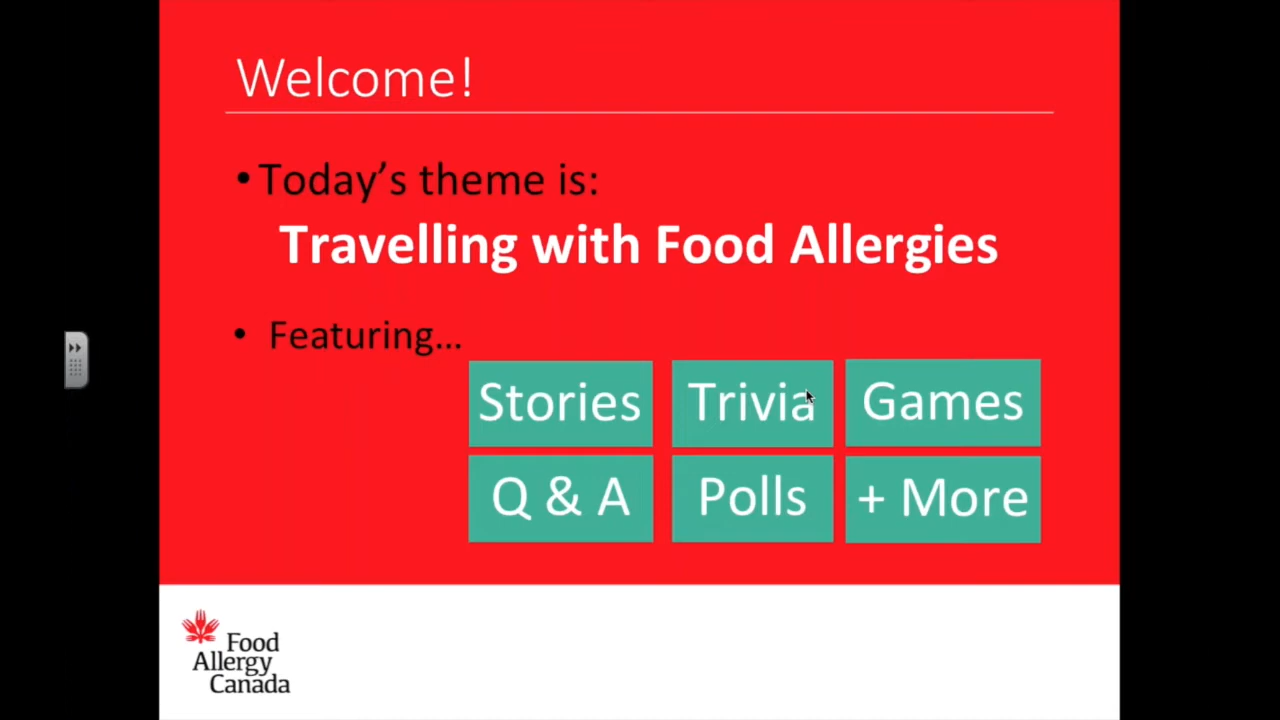 Welcome!
• Today's theme is:
Travelling with Food Allergies
• Featuring...
Stories Trivia Games
Q & A Polls + More
Food
Allergy
Canada